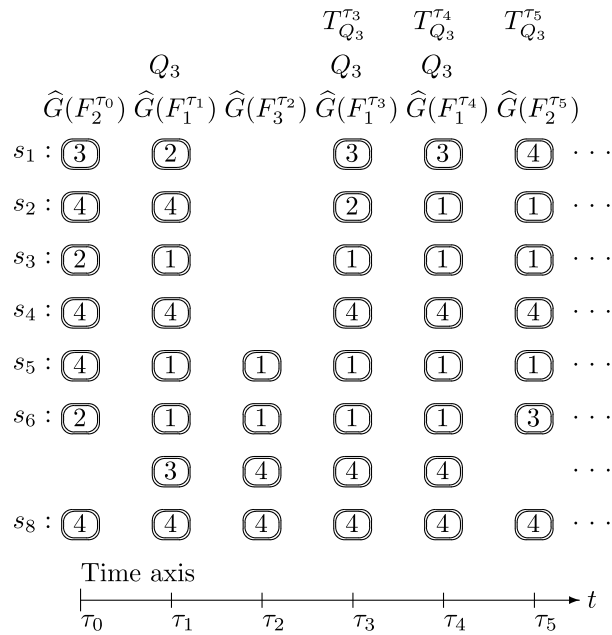 T_{Q_3}^{τ_3} T_{Q_3}^{τ_4} T_{Q_3}^{τ_5}
Q_3 Q_3 Q_3
Ĝ(F_2^{τ_0}) Ĝ(F_1^{τ_1}) Ĝ(F_3^{τ_2}) Ĝ(F_1^{τ_3}) Ĝ(F_1^{τ_4}) Ĝ(F_2^{τ_5})
s_1 : 3 2 3 3 4 · · ·
s_2 : 4 4 2 1 1 · · ·
s_3 : 2 1 1 1 1 · · ·
s_4 : 4 4 4 4 4 · · ·
s_5 : 4 1 1 1 1 1 · · ·
s_6 : 2 1 1 1 1 3 · · ·
3 4 4 4 · · ·
s_8 : 4 4 4 4 4 4 · · ·
Time axis
t
τ_0 τ_1 τ_2 τ_3 τ_4 τ_5